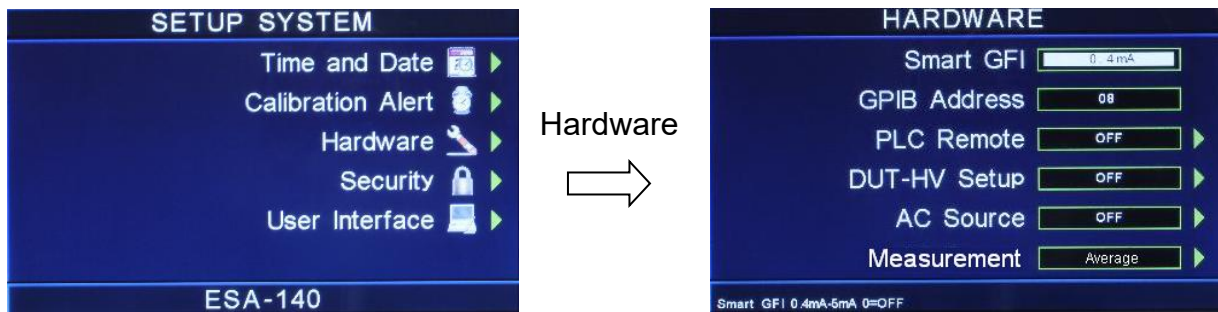 SETUP SYSTEM
Time and Date
Calibration Alert
Hardware
Security
User Interface
ESA-140
Hardware
HARDWARE
Smart GFI 0.4mA
GPIB Address 08
PLC Remote OFF
DUT-HV Setup OFF
AC Source OFF
Measurement Average
Smart GFI 0.4mA-5mA 0=OFF